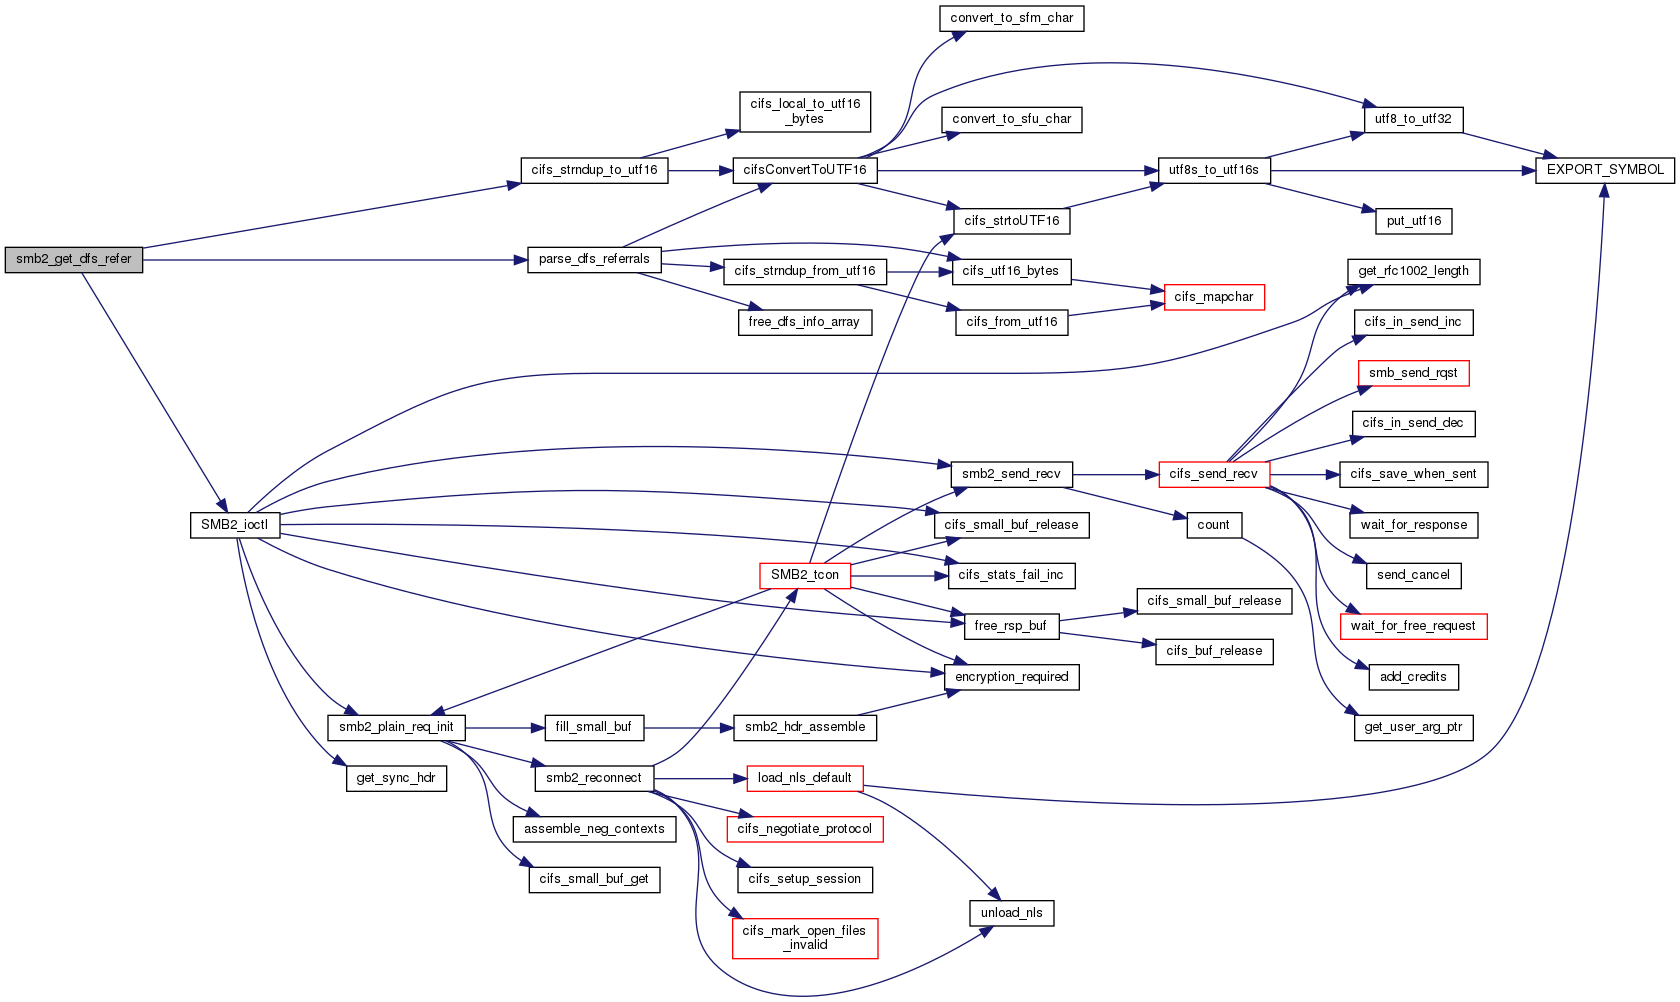 convert_to_sfm_char
cifs_local_to_utf16
_bytes
convert_to_sfu_char
utf8_to_utf32
cifs_strndup_to_utf16
cifsConvertToUTF16
utf8s_to_utf16s
EXPORT_SYMBOL
cifs_strtoUTF16
put_utf16
smb2_get_dfs_refer
parse_dfs_referrals
cifs_strndup_from_utf16
cifs_utf16_bytes
get_rfc1002_length
cifs_mapchar
free_dfs_info_array
cifs_from_utf16
cifs_in_send_inc
smb_send_rqst
cifs_in_send_dec
smb2_send_recv
cifs_send_recv
cifs_save_when_sent
SMB2_ioctl
cifs_small_buf_release
count
wait_for_response
SMB2_tcon
cifs_stats_fail_inc
send_cancel
cifs_small_buf_release
free_rsp_buf
wait_for_free_request
cifs_buf_release
encryption_required
add_credits
smb2_plain_req_init
fill_small_buf
smb2_hdr_assemble
get_user_arg_ptr
get_sync_hdr
smb2_reconnect
load_nls_default
assemble_neg_contexts
cifs_negotiate_protocol
cifs_small_buf_get
cifs_setup_session
unload_nls
cifs_mark_open_files
_invalid